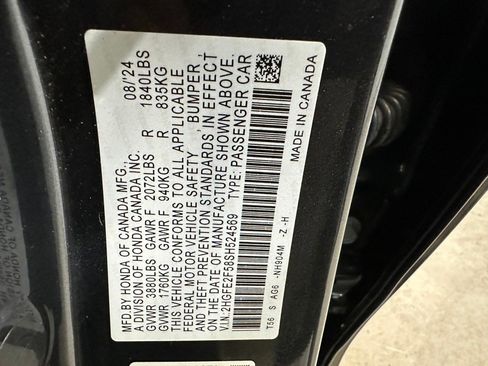 MFD.BY HONDA OF CANADA MFG., 08/'24
A DIVISION OF HONDA CANADA INC.
GVWR 3880LBS GAWR F 2072LBS R 1840LBS
GVWR 1760KG GAWR F 940KG R 835KG
THIS VEHICLE CONFORMS TO ALL APPLICABLE
FEDERAL MOTOR VEHICLE SAFETY, BUMPER,
AND THEFT PREVENTION STANDARDS IN EFFECT
ON THE DATE OF MANUFACTURE SHOWN ABOVE.
V.I.N:2HGFE2F58SH524569 TYPE:PASSENGER CAR
T56 S AG6 -NH904M -Z -H
MADE IN CANADA